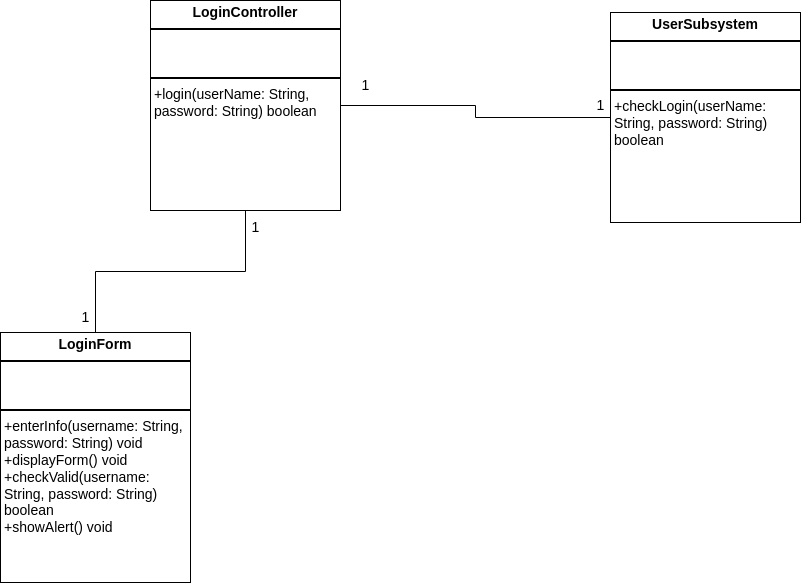 LoginController
+login(userName: String,
password: String) boolean
1
1
UserSubsystem
+checkLogin(userName:
String, password: String)
boolean
1
1
LoginForm
+enterInfo(username: String,
password: String) void
+displayForm() void
+checkValid(username:
String, password: String)
boolean
+showAlert() void